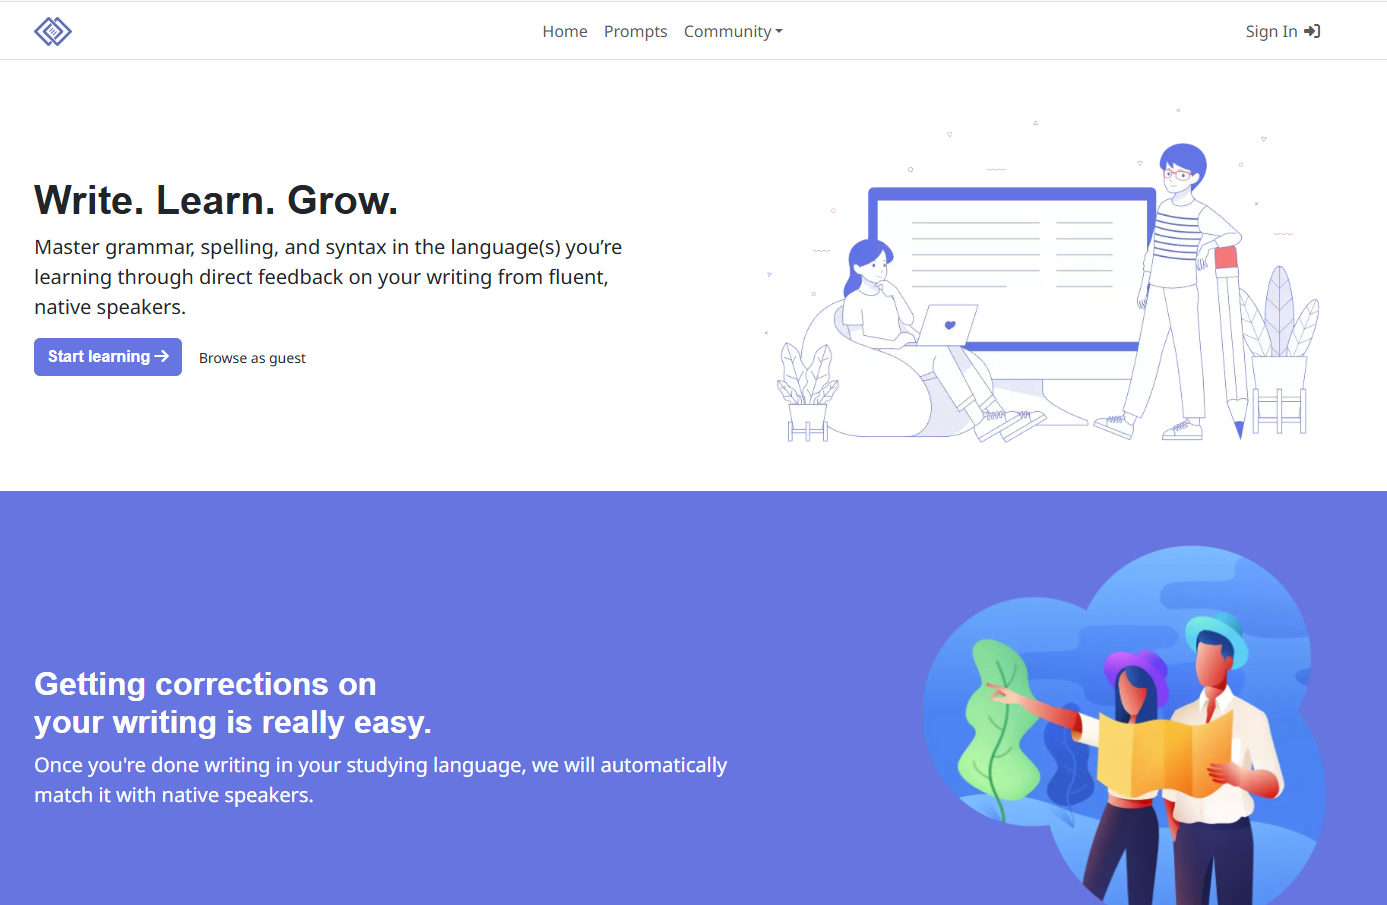 Home Prompts Community Sign In
Write. Learn. Grow.
Master grammar, spelling, and syntax in the language(s) you’re
learning through direct feedback on your writing from fluent,
native speakers.
Start learning → Browse as guest
Getting corrections on
your writing is really easy.
Once you're done writing in your studying language, we will automatically
match it with native speakers.